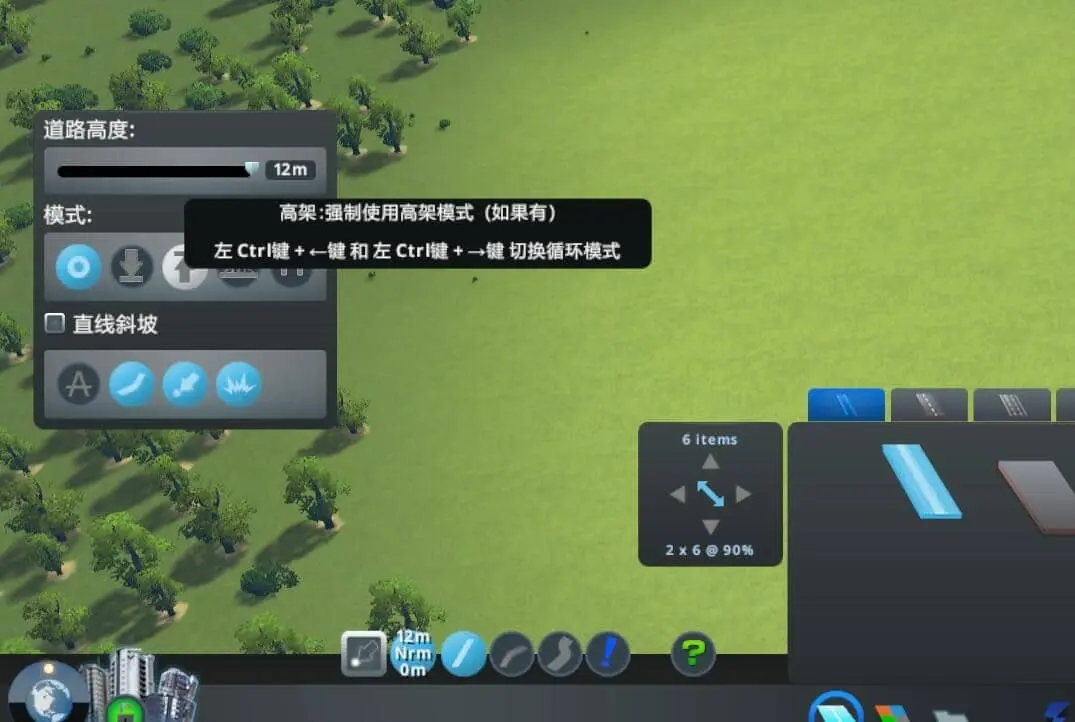 道路高度:
12m
模式:
高架:强制使用高架模式（如果有）
左 Ctrl键 + ←键 和 左 Ctrl键 + →键 切换循环模式
直线斜坡
6 items
2 x 6 @ 90%
12m
Nrm
0m